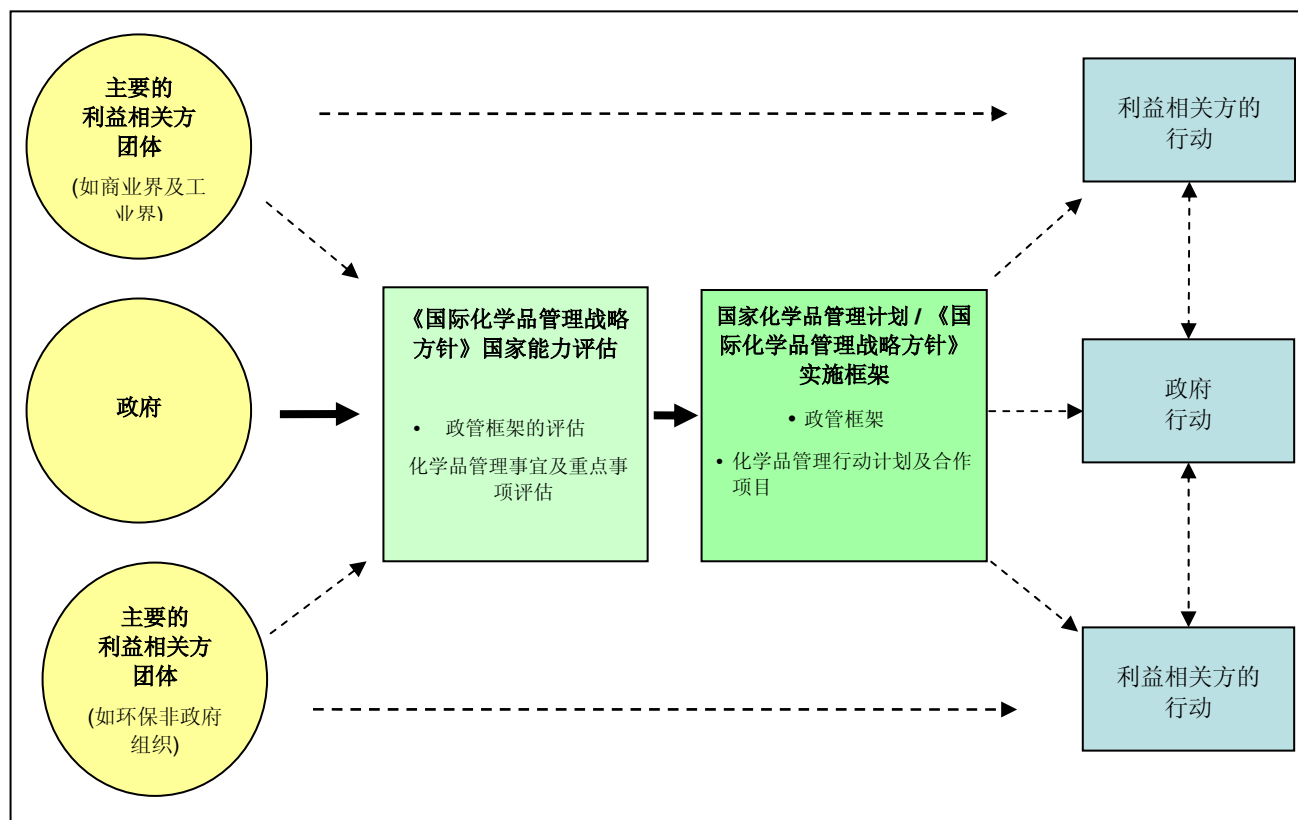 主要的
利益相关方
团体
(如商业界及工
业界)
利益相关方的
行动
《国际化学品管理战略
方针》国家能力评估
• 政管框架的评估
化学品管理事宜及重点事
项评估
国家化学品管理计划 / 《国
际化学品管理战略方针》
实施框架
• 政管框架
• 化学品管理行动计划及合作
项目
政府
政府
行动
主要的
利益相关方
团体
(如环保非政府
组织)
利益相关方的
行动